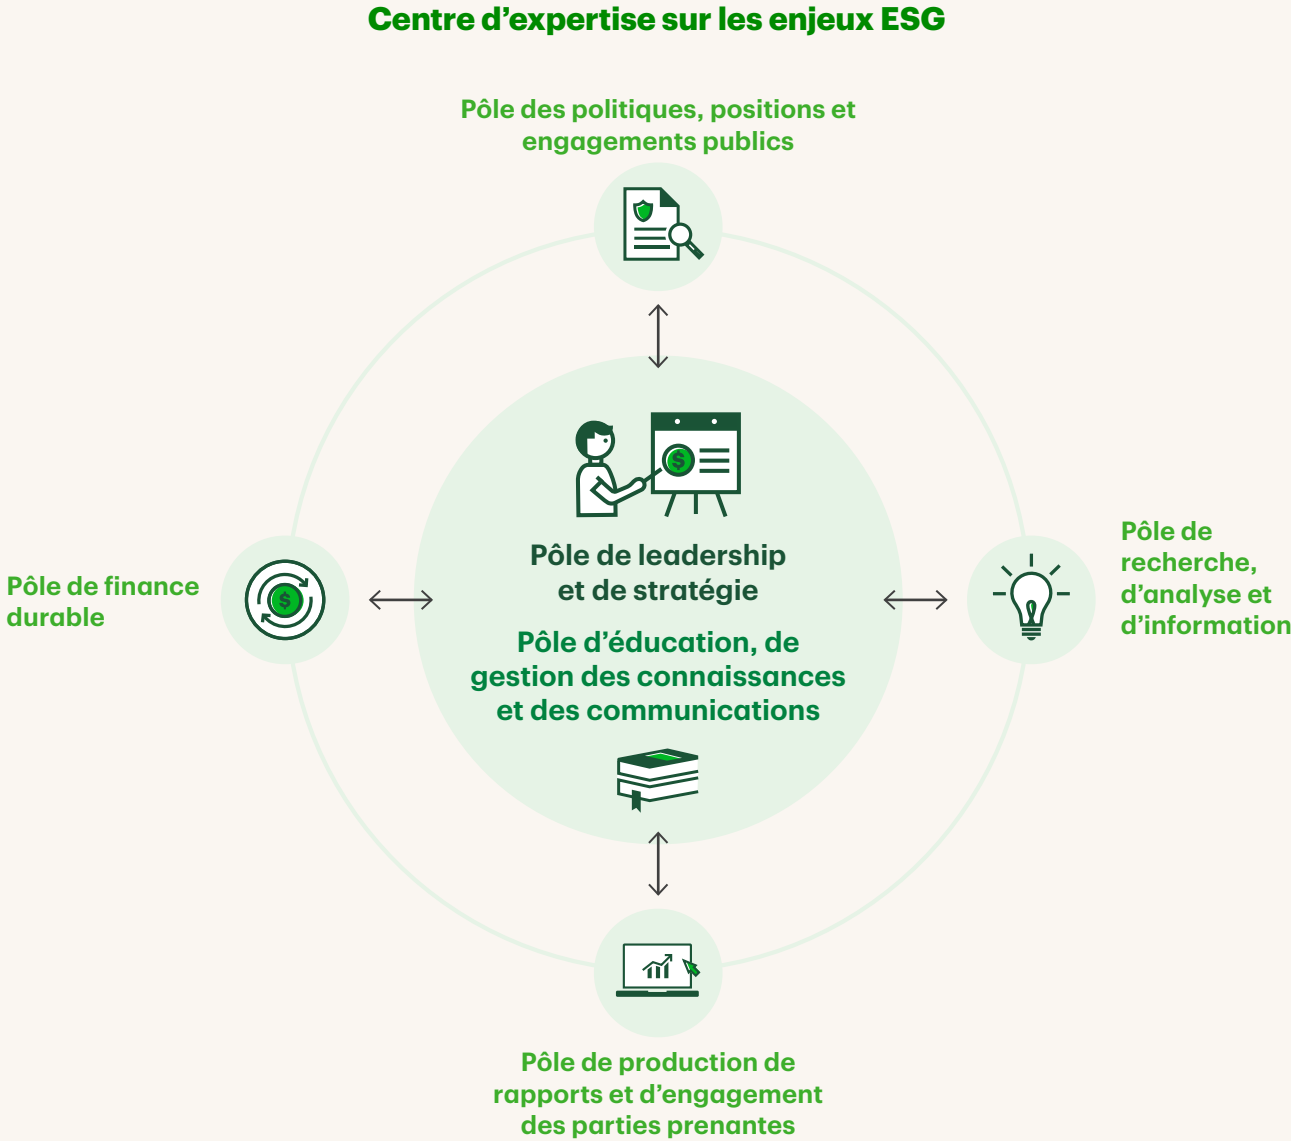 Centre d’expertise sur les enjeux ESG
Pôle des politiques, positions et
engagements publics
Pôle de leadership
et de stratégie
Pôle d’éducation, de
gestion des connaissances
et des communications
Pôle de finance
durable
Pôle de
recherche,
d’analyse et
d’information
Pôle de production de
rapports et d’engagement
des parties prenantes